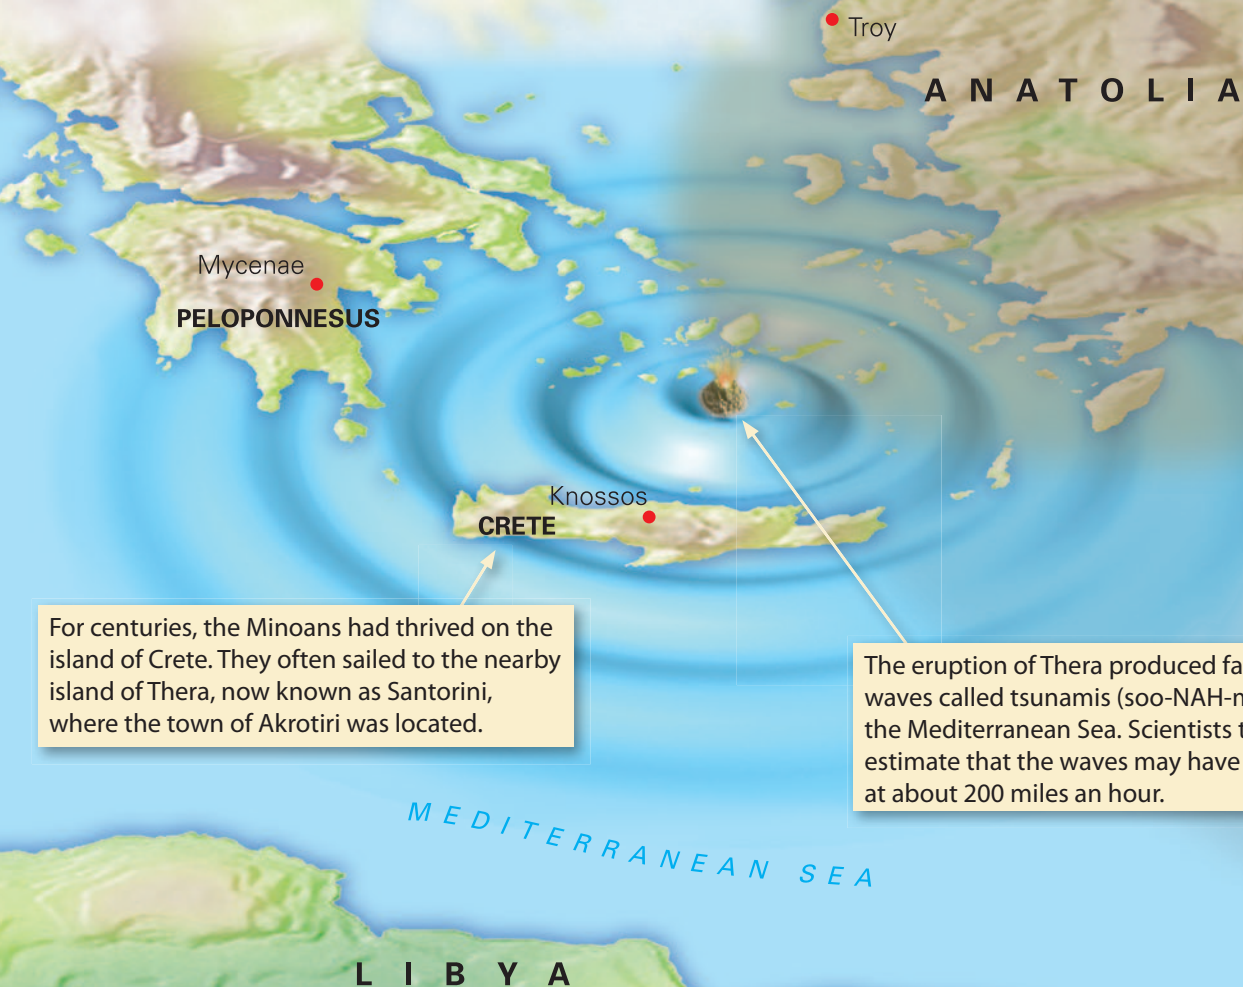 Troy
A N A T O L I A
Mycenae
PELOPONNESUS
Knossos
CRETE
For centuries, the Minoans had thrived on the
island of Crete. They often sailed to the nearby
island of Thera, now known as Santorini,
where the town of Akrotiri was located.
The eruption of Thera produced
waves called tsunamis
the Mediterranean Sea. Scientists
estimate that the waves may have
at about 200 miles an hour.
MEDITERRANEAN SEA
LIBYA